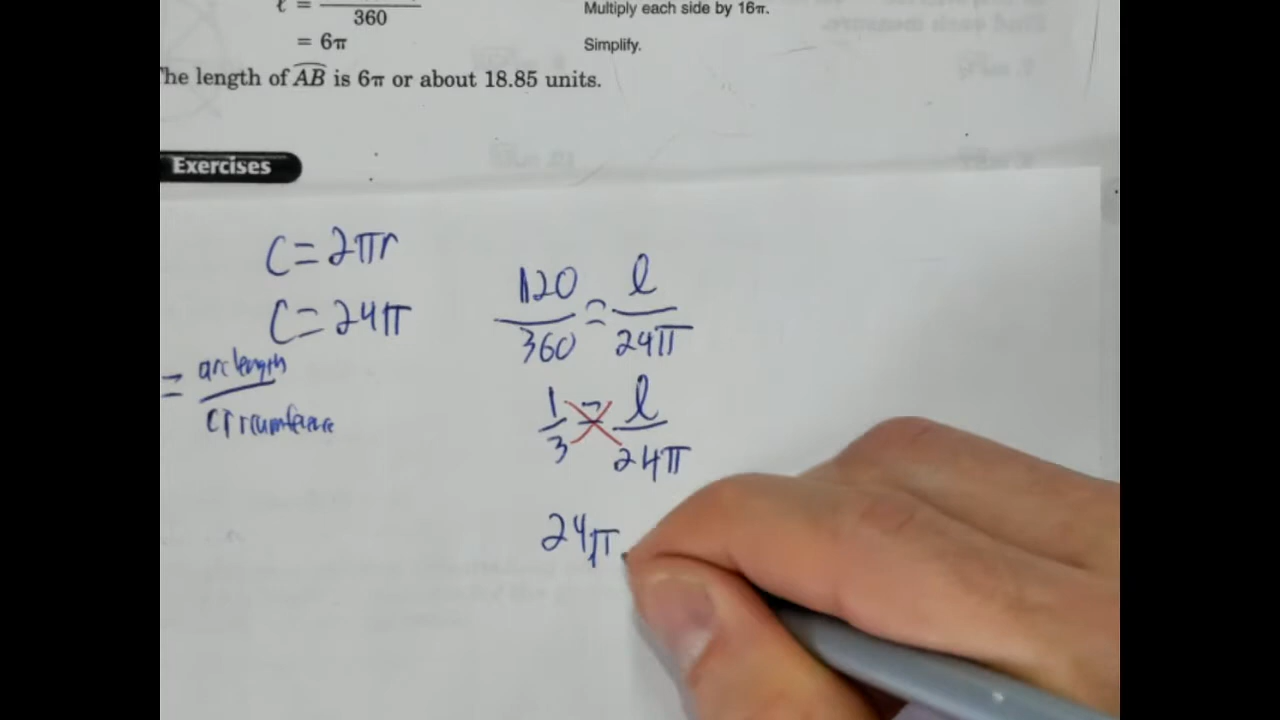 ℓ = ―
360
Multiply each side by 16π.
= 6π
Simplify.
he length of AB is 6π or about 18.85 units.
Exercises
C = 2πr
C = 24π
= arc length
circumference
120/360 = l/24π
1/3 = l/24π
24π